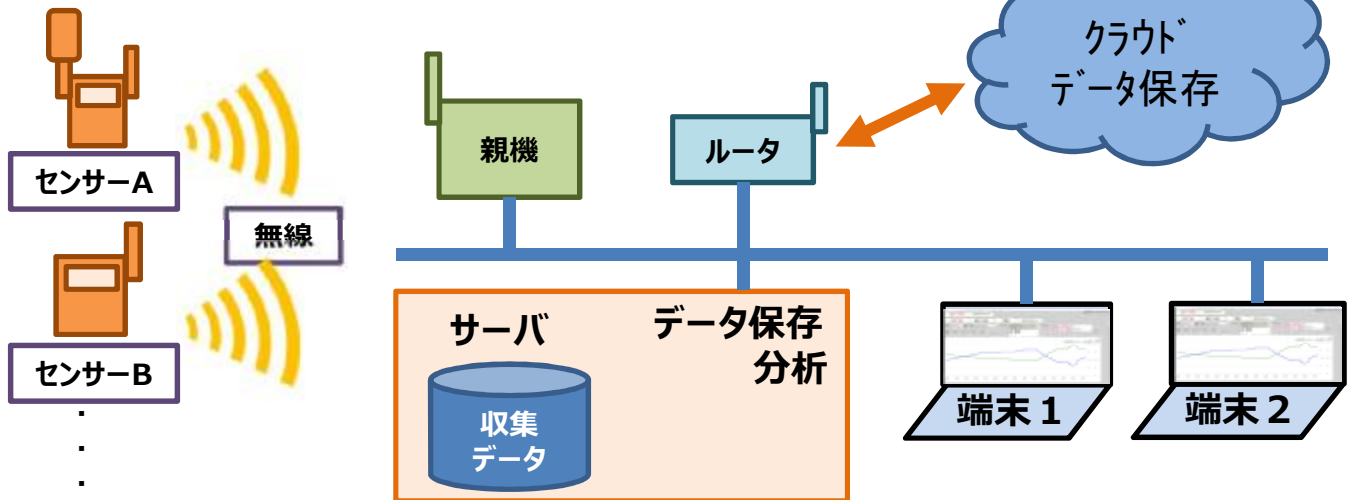 クラウド
データ保存
親機
ルータ
センサーA
無線
センサーB
・
・
・
サーバ
データ保存
分析
収集
データ
端末1
端末2